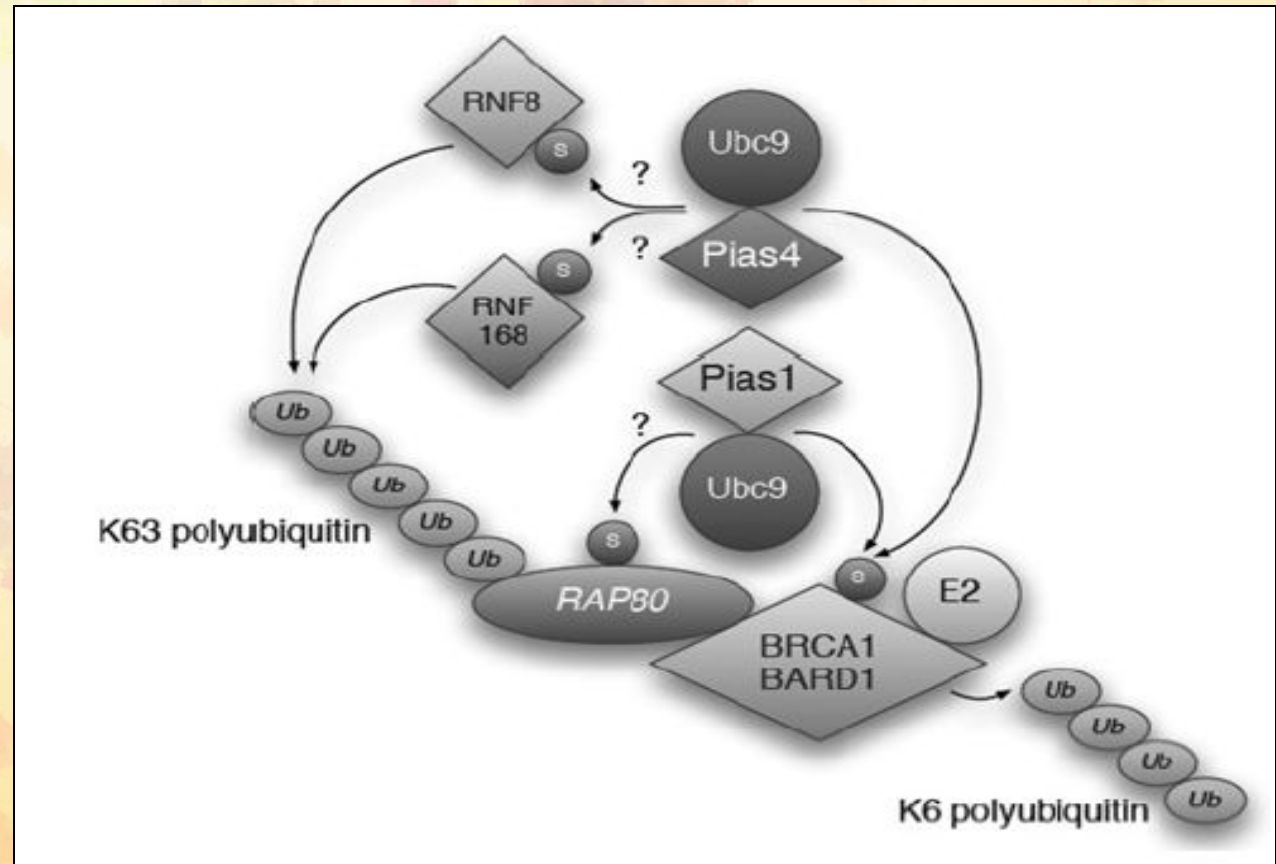 RNF8
S
?
Ubc9
Pias4
?
S
RNF
168
Pias1
?
Ubc9
Ub
Ub
Ub
Ub
Ub
K63 polyubiquitin
S
RAP80
S
E2
BRCA1
BARD1
Ub
Ub
Ub
Ub
K6 polyubiquitin